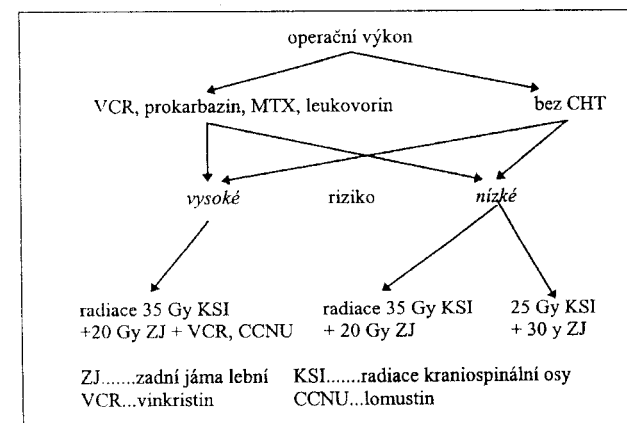 operační výkon
VCR, prokarbazin, MTX, leukovorin bez CHT
vysoké riziko nízké
radiace 35 Gy KSI radiace 35 Gy KSI 25 Gy KSI
+20 Gy ZJ + VCR, CCNU + 20 Gy ZJ + 30 y ZJ
ZJ.......zadní jáma lební KSI.......radiace kraniospinální osy
VCR...vinkristin CCNU...lomustin